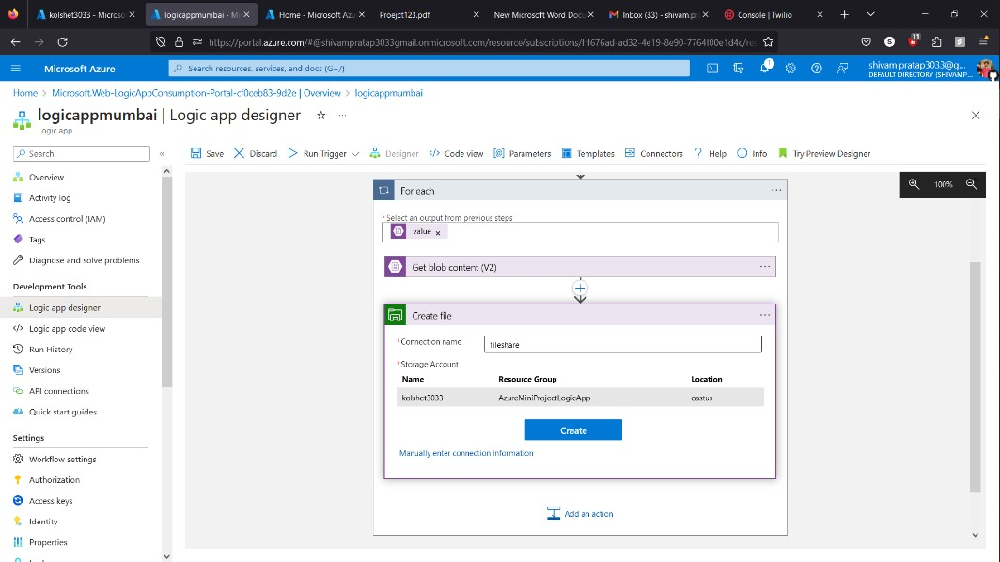 kolshet3033 - Microso
logicappmumbai - Mi
Home - Microsoft Azu
Proejct123.pdf
New Microsoft Word Docu
Inbox (83) - shivam.pr
Console | Twilio
https://portal.azure.com/#@shivampratap3033gmail.onmicrosoft.com/resource/subscriptions/fff676ad-ad32-4e19-8e90-7764f00e1d4c/re
11
Microsoft Azure
Search resources, services, and docs (G+/)
1
shivam.pratap3033@g...
DEFAULT DIRECTORY (SHIVAMP...
Home > Microsoft.Web-LogicAppConsumption-Portal-cf0ceb83-9d2e | Overview > logicappmumbai
logicappmumbai | Logic app designer
Logic app
Search
Save
Discard
Run Trigger
Designer
Code view
Parameters
Templates
Connectors
Help
Info
Try Preview Designer
Overview
Activity log
Access control (IAM)
Tags
Diagnose and solve problems
Development Tools
Logic app designer
Logic app code view
Run History
Versions
API connections
Quick start guides
Settings
Workflow settings
Authorization
Access keys
Identity
Properties
For each
100%
* Select an output from previous steps
value
Get blob content (V2)
Create file
* Connection name
fileshare
* Storage Account
Name Resource Group Location
kolshet3033 AzureMiniProjectLogicApp eastus
Create
Manually enter connection information
Add an action